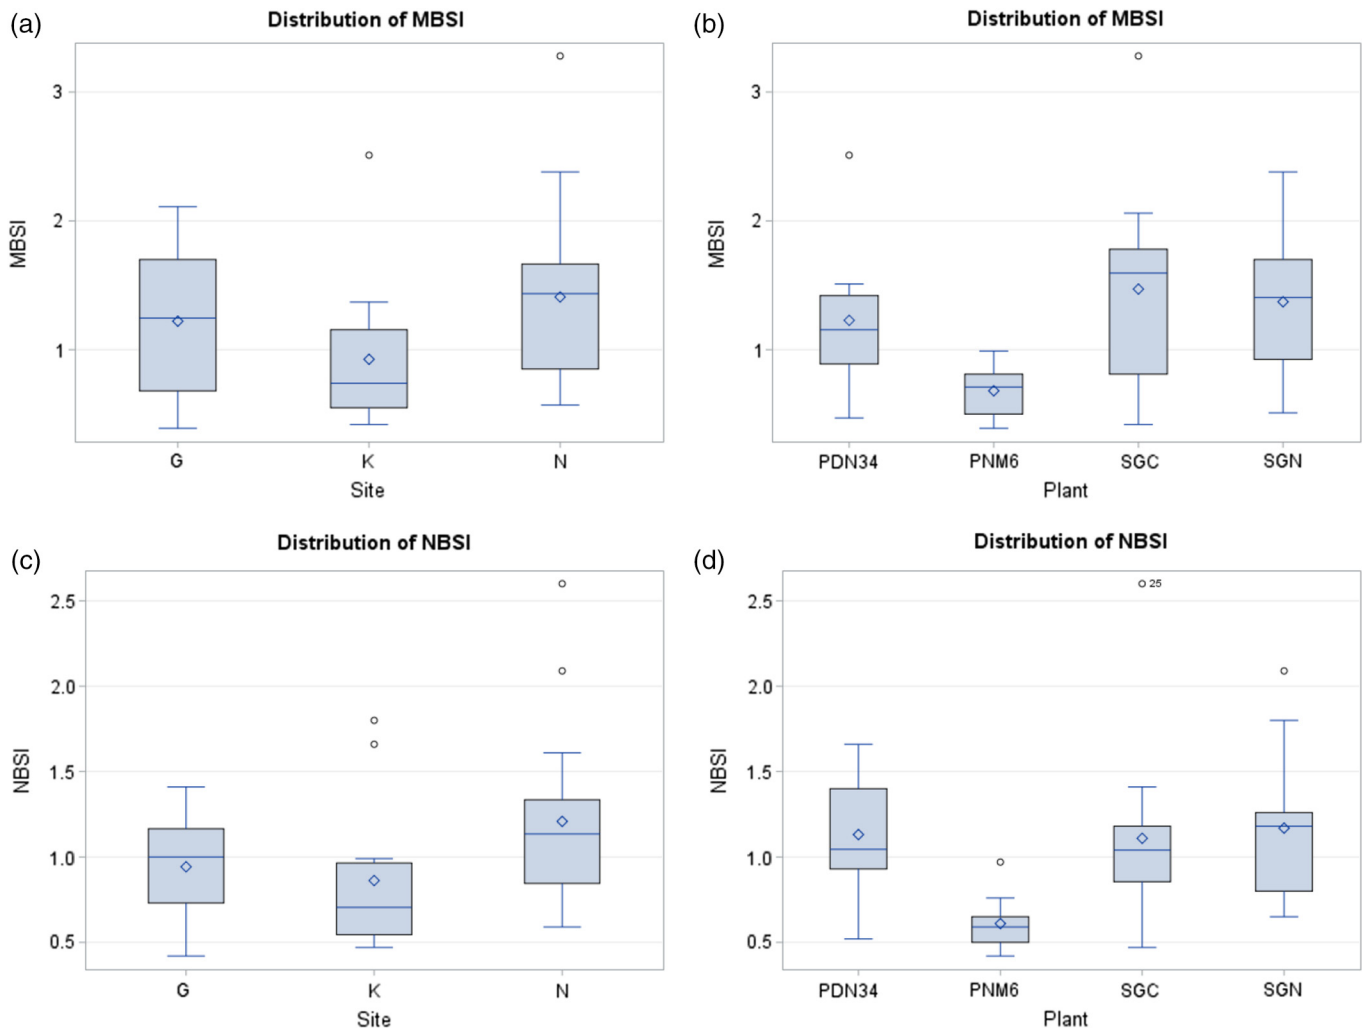 (a)
Distribution of MBSI
MBSI
3
2
1
G K N
Site
(b)
Distribution of MBSI
MBSI
3
2
1
PDN34 PNM6 SGC SGN
Plant
(c)
Distribution of NBSI
NBSI
2.5
2.0
1.5
1.0
0.5
G K N
Site
(d)
Distribution of NBSI
NBSI
25
2.5
2.0
1.5
1.0
0.5
PDN34 PNM6 SGC SGN
Plant